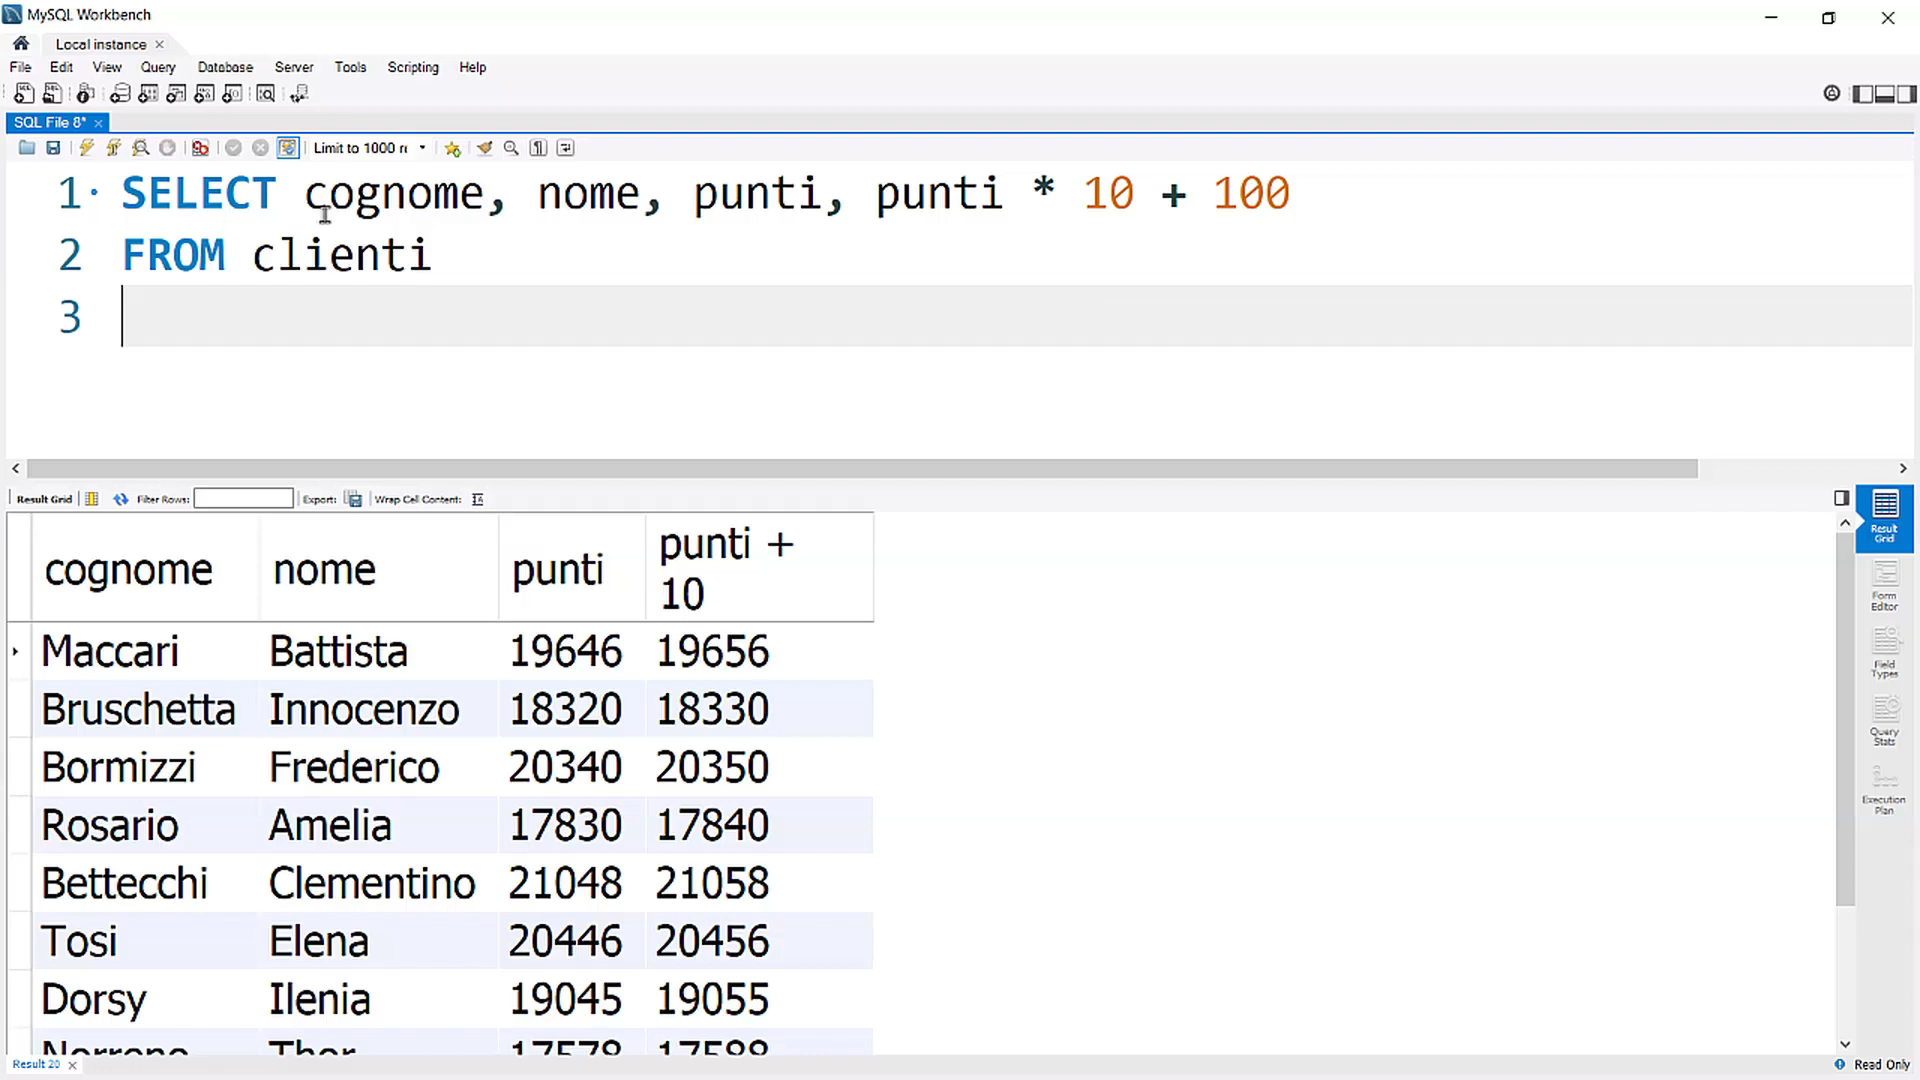 MySQL Workbench
Local instance
File Edit View Query Database Server Tools Scripting Help
SQL File 8*
Limit to 1000 r
1 SELECT cognome, nome, punti, punti * 10 + 100
2 FROM clienti
3
Result Grid Filter Rows: Export: Wrap Cell Content:
cognome nome punti punti +
10
Maccari Battista 19646 19656
Bruschetta Innocenzo 18320 18330
Bormizzi Frederico 20340 20350
Rosario Amelia 17830 17840
Bettecchi Clementino 21048 21058
Tosi Elena 20446 20456
Dorsy Ilenia 19045 19055
17578 17588
Result
Grid
Form
Editor
Field
Types
Query
Stats
Execution
Plan
Result 20
Read Only